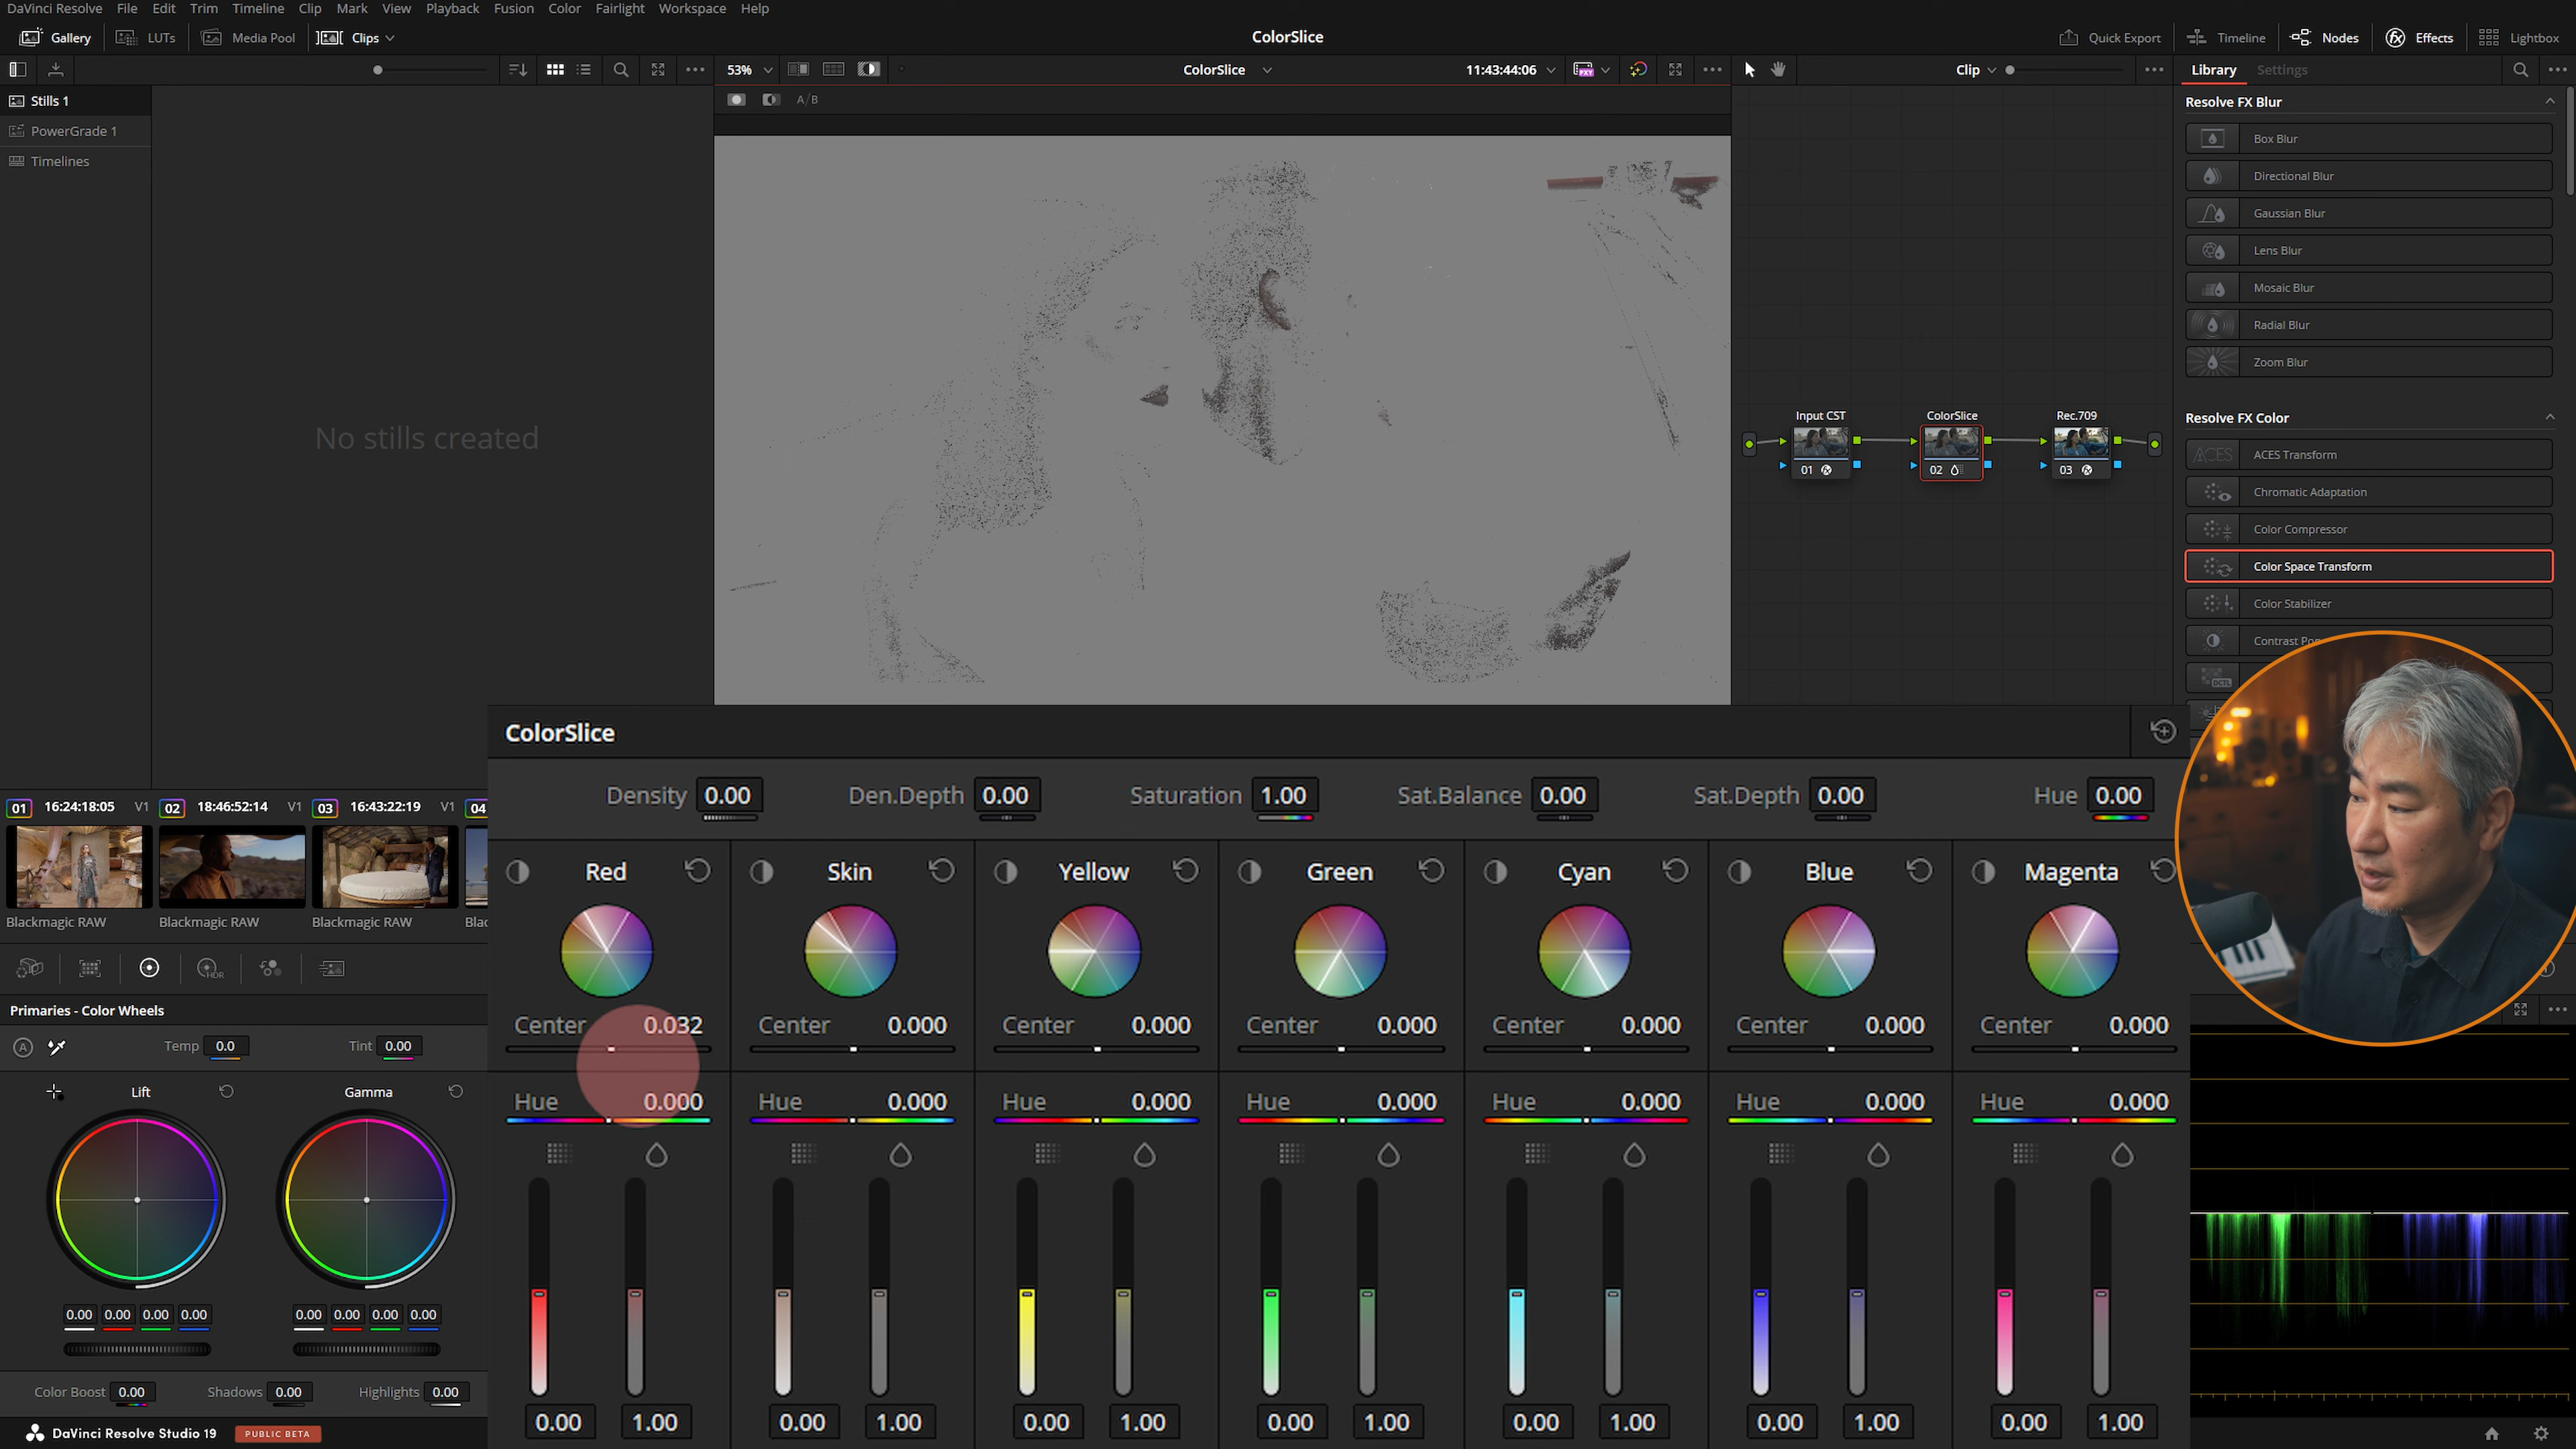 DaVinci Resolve File Edit Trim Timeline Clip Mark View Playback Fusion Color Fairlight Workspace Help
Gallery LUTs Media Pool Clips ColorSlice Quick Export Timeline Nodes Effects Lightbox
53% ColorSlice 11:43:44:06 Clip Library Settings
A/B
Stills 1
PowerGrade 1
Timelines
No stills created
Input CST ColorSlice Rec.709
01 02 03
Resolve FX Blur
Box Blur
Directional Blur
Gaussian Blur
Lens Blur
Mosaic Blur
Radial Blur
Zoom Blur
Resolve FX Color
ACES Transform
Chromatic Adaptation
Color Compressor
Color Space Transform
Color Stabilizer
Contrast Pop
DCTL
ColorSlice
Density 0.00 Den.Depth 0.00 Saturation 1.00 Sat.Balance 0.00 Sat.Depth 0.00 Hue 0.00
Red Skin Yellow Green Cyan Blue Magenta
Center 0.032 Center 0.000 Center 0.000 Center 0.000 Center 0.000 Center 0.000 Center 0.000
Hue 0.000 Hue 0.000 Hue 0.000 Hue 0.000 Hue 0.000 Hue 0.000 Hue 0.000
0.00 1.00 0.00 1.00 0.00 1.00 0.00 1.00 0.00 1.00 0.00 1.00 0.00 1.00
01 16:24:18:05 V1 02 18:46:52:14 V1 03 16:43:22:19 V1 04
Blackmagic RAW Blackmagic RAW Blackmagic RAW Blac
HDR
Primaries - Color Wheels
A Temp 0.0 Tint 0.00
Lift Gamma
0.00 0.00 0.00 0.00 0.00 0.00 0.00 0.00
Color Boost 0.00 Shadows 0.00 Highlights 0.00
DaVinci Resolve Studio 19 PUBLIC BETA